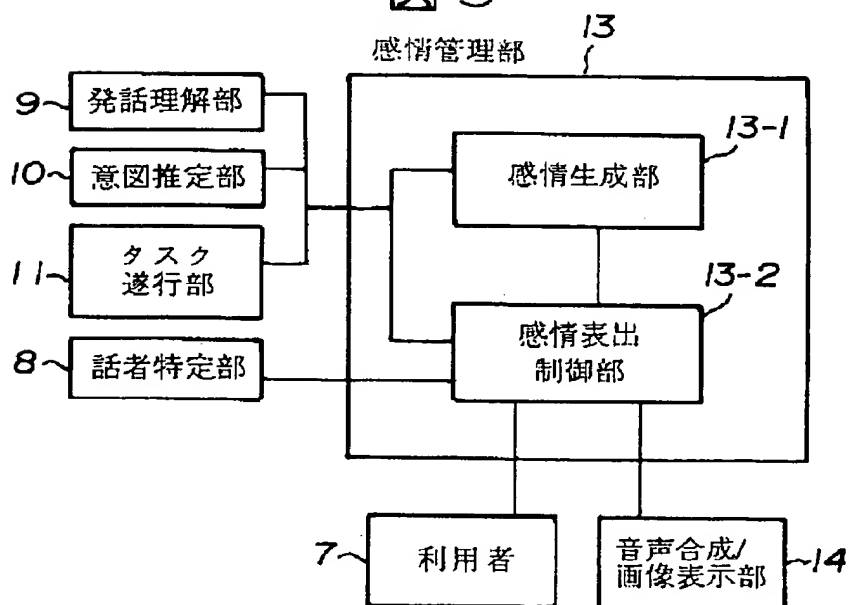 13
感情管理部
9 発話理解部
13-1
10 意図推定部
感情生成部
11 タスク
遂行部
13-2
8 話者特定部
感情表出
制御部
7 利用者
音声合成/
画像表示部 14